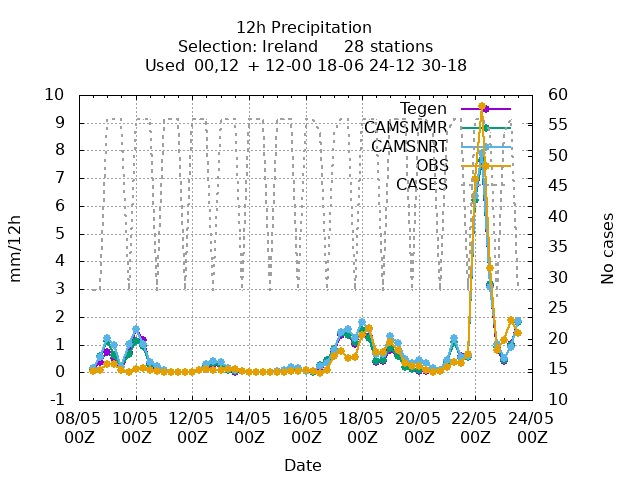 12h Precipitation
Selection: Ireland 28 stations
Used 00,12 + 12-00 18-06 24-12 30-18
10 60
9 55
8 50
7 45
6 40
5 35
4 30
3 25
2 20
1 15
0 10
-1
Tegen
CAMSMMR
CAMSNRT
OBS
CASES
mm/12h
No cases
08/05 10/05 12/05 14/05 16/05 18/05 20/05 22/05 24/05
00Z 00Z 00Z 00Z 00Z 00Z 00Z 00Z 00Z
Date